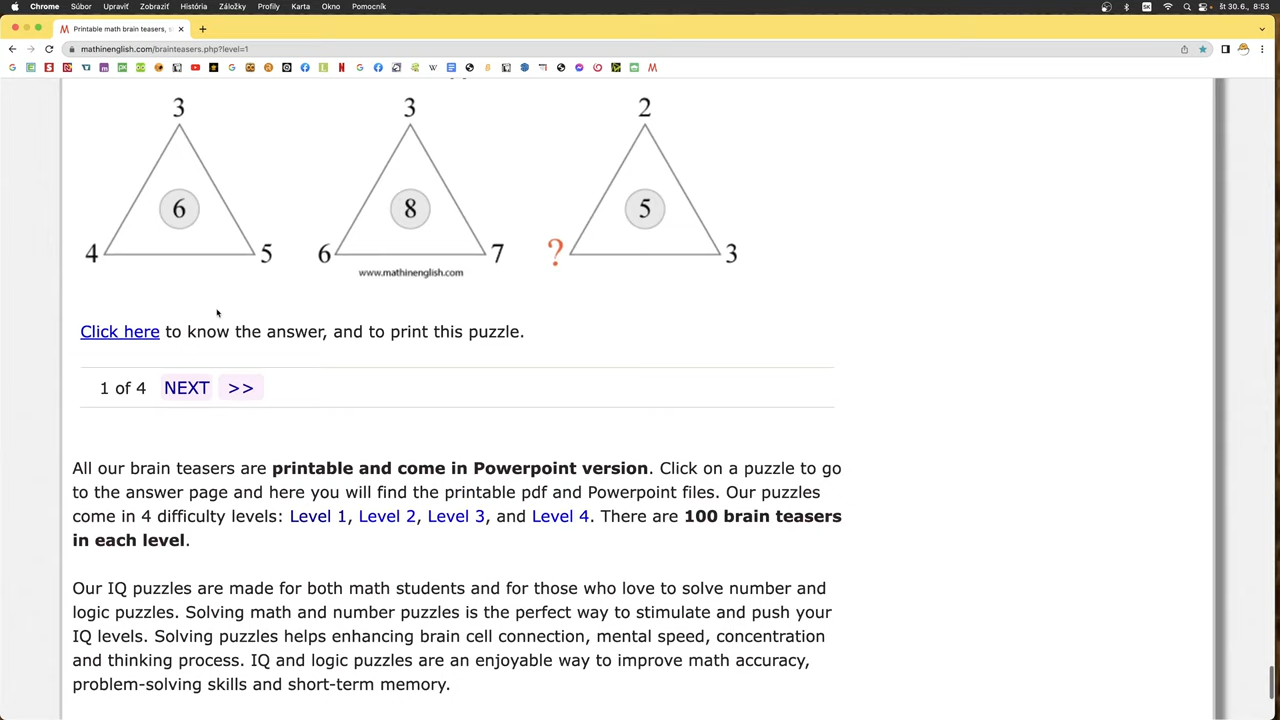 Chrome Súbor Upraviť Zobraziť História Záložky Profily Karta Okno Pomocník SK št 30.6., 8:53
Printable math brain teasers, s
mathinenglish.com/brainteasers.php?level=1
3 3 2
6 8 5
4 5 6 7 ? 3
www.mathinenglish.com
Click here to know the answer, and to print this puzzle.
1 of 4 NEXT >>
All our brain teasers are printable and come in Powerpoint version. Click on a puzzle to go
to the answer page and here you will find the printable pdf and Powerpoint files. Our puzzles
come in 4 difficulty levels: Level 1, Level 2, Level 3, and Level 4. There are 100 brain teasers
in each level.
Our IQ puzzles are made for both math students and for those who love to solve number and
logic puzzles. Solving math and number puzzles is the perfect way to stimulate and push your
IQ levels. Solving puzzles helps enhancing brain cell connection, mental speed, concentration
and thinking process. IQ and logic puzzles are an enjoyable way to improve math accuracy,
problem-solving skills and short-term memory.